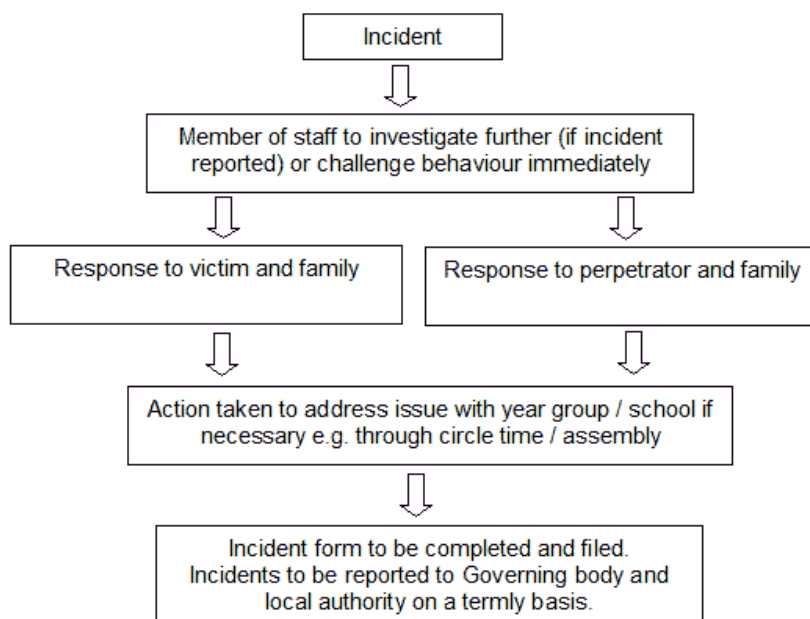 Incident
Member of staff to investigate further (if incident
reported) or challenge behaviour immediately
Response to victim and family
Response to perpetrator and family
Action taken to address issue with year group / school if
necessary e.g. through circle time / assembly
Incident form to be completed and filed.
Incidents to be reported to Governing body and
local authority on a termly basis.